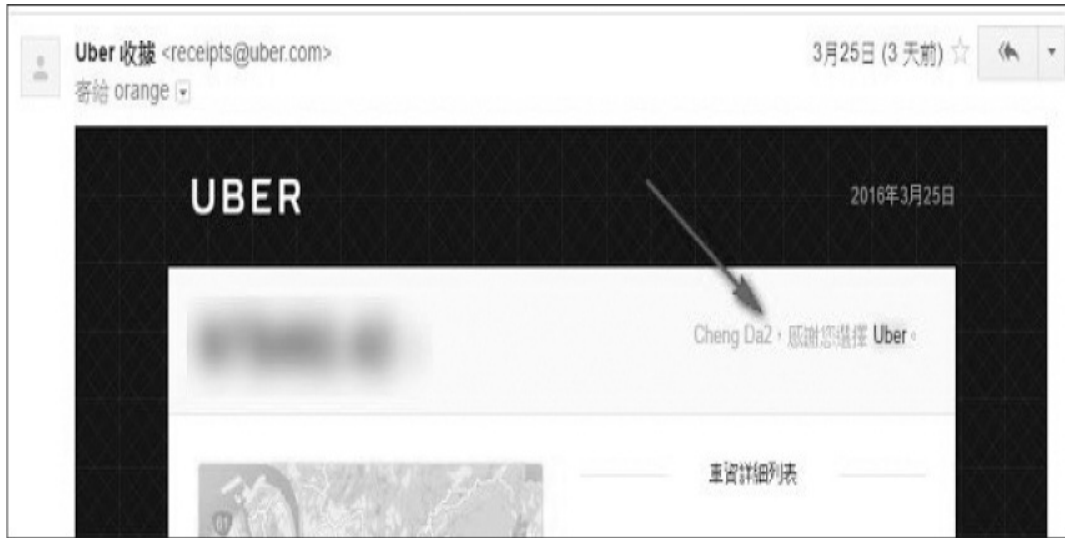 Uber 收據 <receipts@uber.com>
3月25日 (3 天前)
寄給 orange
UBER
2016年3月25日
Cheng Da2，感謝您選擇 Uber。
車資詳細列表
01